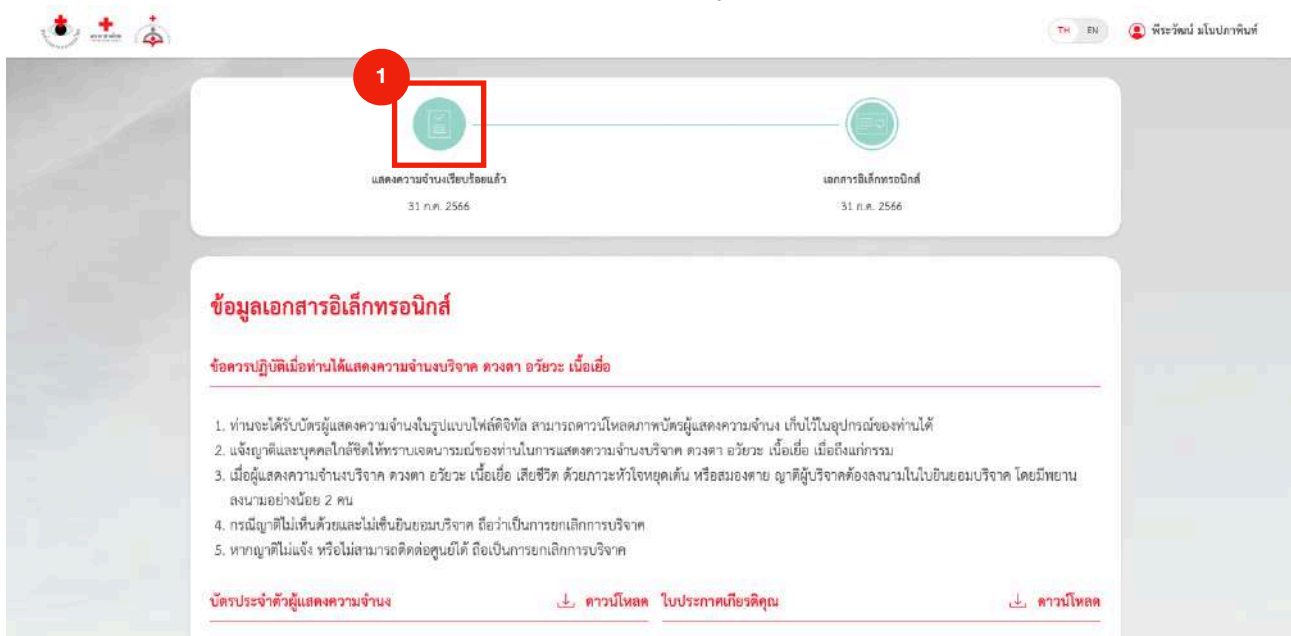 TH EN พีระวัฒน์ มโนปภาพินท์
1
แสดงความจำนงเรียบร้อยแล้ว เอกสารอิเล็กทรอนิกส์
31 ก.ค. 2566 31 ก.ค. 2566
ข้อมูลเอกสารอิเล็กทรอนิกส์
ข้อควรปฏิบัติเมื่อท่านได้แสดงความจำนงบริจาค ดวงตา อวัยวะ เนื้อเยื่อ
1. ท่านจะได้รับบัตรผู้แสดงความจำนงในรูปแบบไฟล์ดิจิทัล สามารถดาวน์โหลดภาพบัตรผู้แสดงความจำนง เก็บไว้ในอุปกรณ์ของท่านได้
2. แจ้งญาติและบุคคลใกล้ชิดให้ทราบเจตนารมณ์ของท่านในการแสดงความจำนงบริจาค ดวงตา อวัยวะ เนื้อเยื่อ เมื่อถึงแก่กรรม
3. เมื่อผู้แสดงความจำนงบริจาค ดวงตา อวัยวะ เนื้อเยื่อ เสียชีวิต ด้วยภาวะหัวใจหยุดเต้น หรือสมองตาย ญาติผู้บริจาคต้องลงนามในใบยินยอมบริจาค โดยมีพยาน
ลงนามอย่างน้อย 2 คน
4. กรณีญาติไม่เห็นด้วยและไม่เซ็นยินยอมบริจาค ถือว่าเป็นการยกเลิกการบริจาค
5. หากญาติไม่แจ้ง หรือไม่สามารถติดต่อศูนย์ได้ ถือเป็นการยกเลิกการบริจาค
บัตรประจำตัวผู้แสดงความจำนง ดาวน์โหลด ใบประกาศเกียรติคุณ ดาวน์โหลด